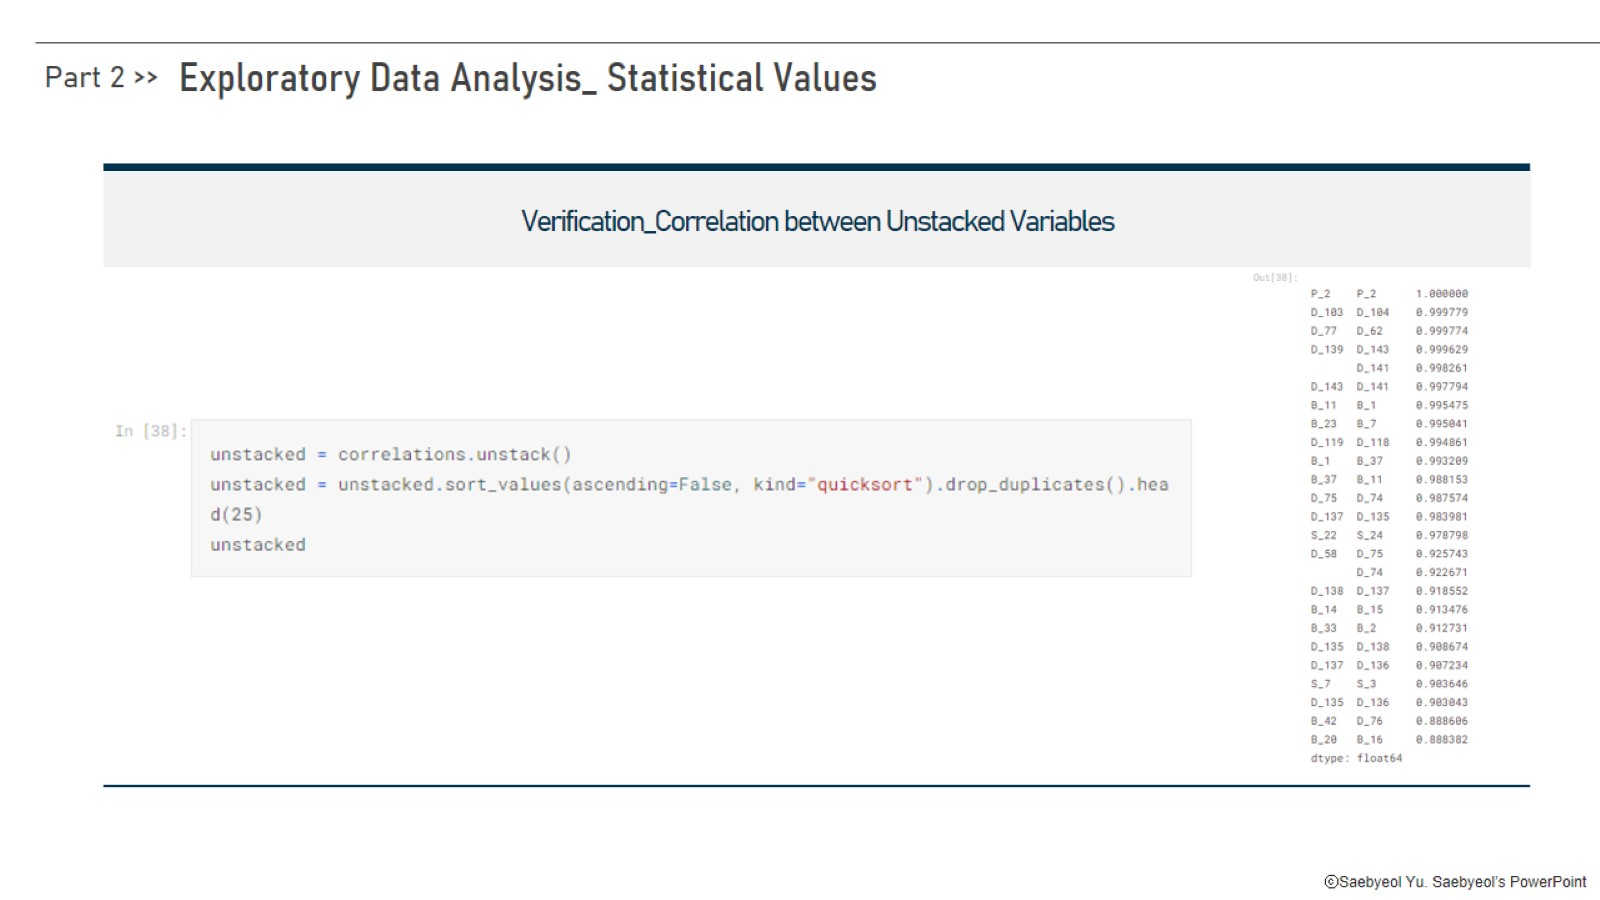 Part 2 >> Exploratory Data Analysis_ Statistical Values
Verification_Correlation between Unstacked Variables
In [38]:
unstacked = correlations.unstack()
unstacked = unstacked.sort_values(ascending=False, kind="quicksort").drop_duplicates().hea
d(25)
unstacked
Out[38]:
P_2 P_2 1.000000
D_103 D_104 0.999779
D_77 D_62 0.999774
D_139 D_143 0.999629
D_141 0.998261
D_143 D_141 0.997794
B_11 B_1 0.995475
B_23 B_7 0.995041
D_119 D_118 0.994861
B_1 B_37 0.993209
B_37 B_11 0.988153
D_75 D_74 0.987574
D_137 D_135 0.983981
S_22 S_24 0.978798
D_58 D_75 0.925743
D_74 0.922671
D_138 D_137 0.918552
B_14 B_15 0.913476
B_33 B_2 0.912731
D_135 D_138 0.908674
D_137 D_136 0.907234
S_7 S_3 0.903646
D_135 D_136 0.903043
B_42 D_76 0.888606
B_20 B_16 0.888382
dtype: float64
©Saebyeol Yu. Saebyeol's PowerPoint